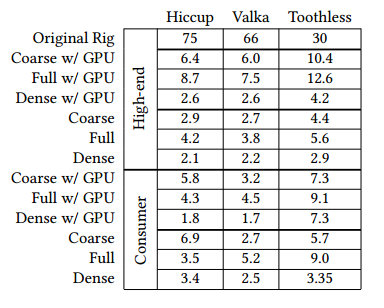 Hiccup Valka Toothless
Original Rig 75 66 30
Coarse w/ GPU 6.4 6.0 10.4
Full w/ GPU 8.7 7.5 12.6
Dense w/ GPU 2.6 2.6 4.2
Coarse 2.9 2.7 4.4
Full 4.2 3.8 5.6
Dense 2.1 2.2 2.9
High-end
Coarse w/ GPU 5.8 3.2 7.3
Full w/ GPU 4.3 4.5 9.1
Dense w/ GPU 1.8 1.7 7.3
Coarse 6.9 2.7 5.7
Full 3.5 5.2 9.0
Dense 3.4 2.5 3.35
Consumer